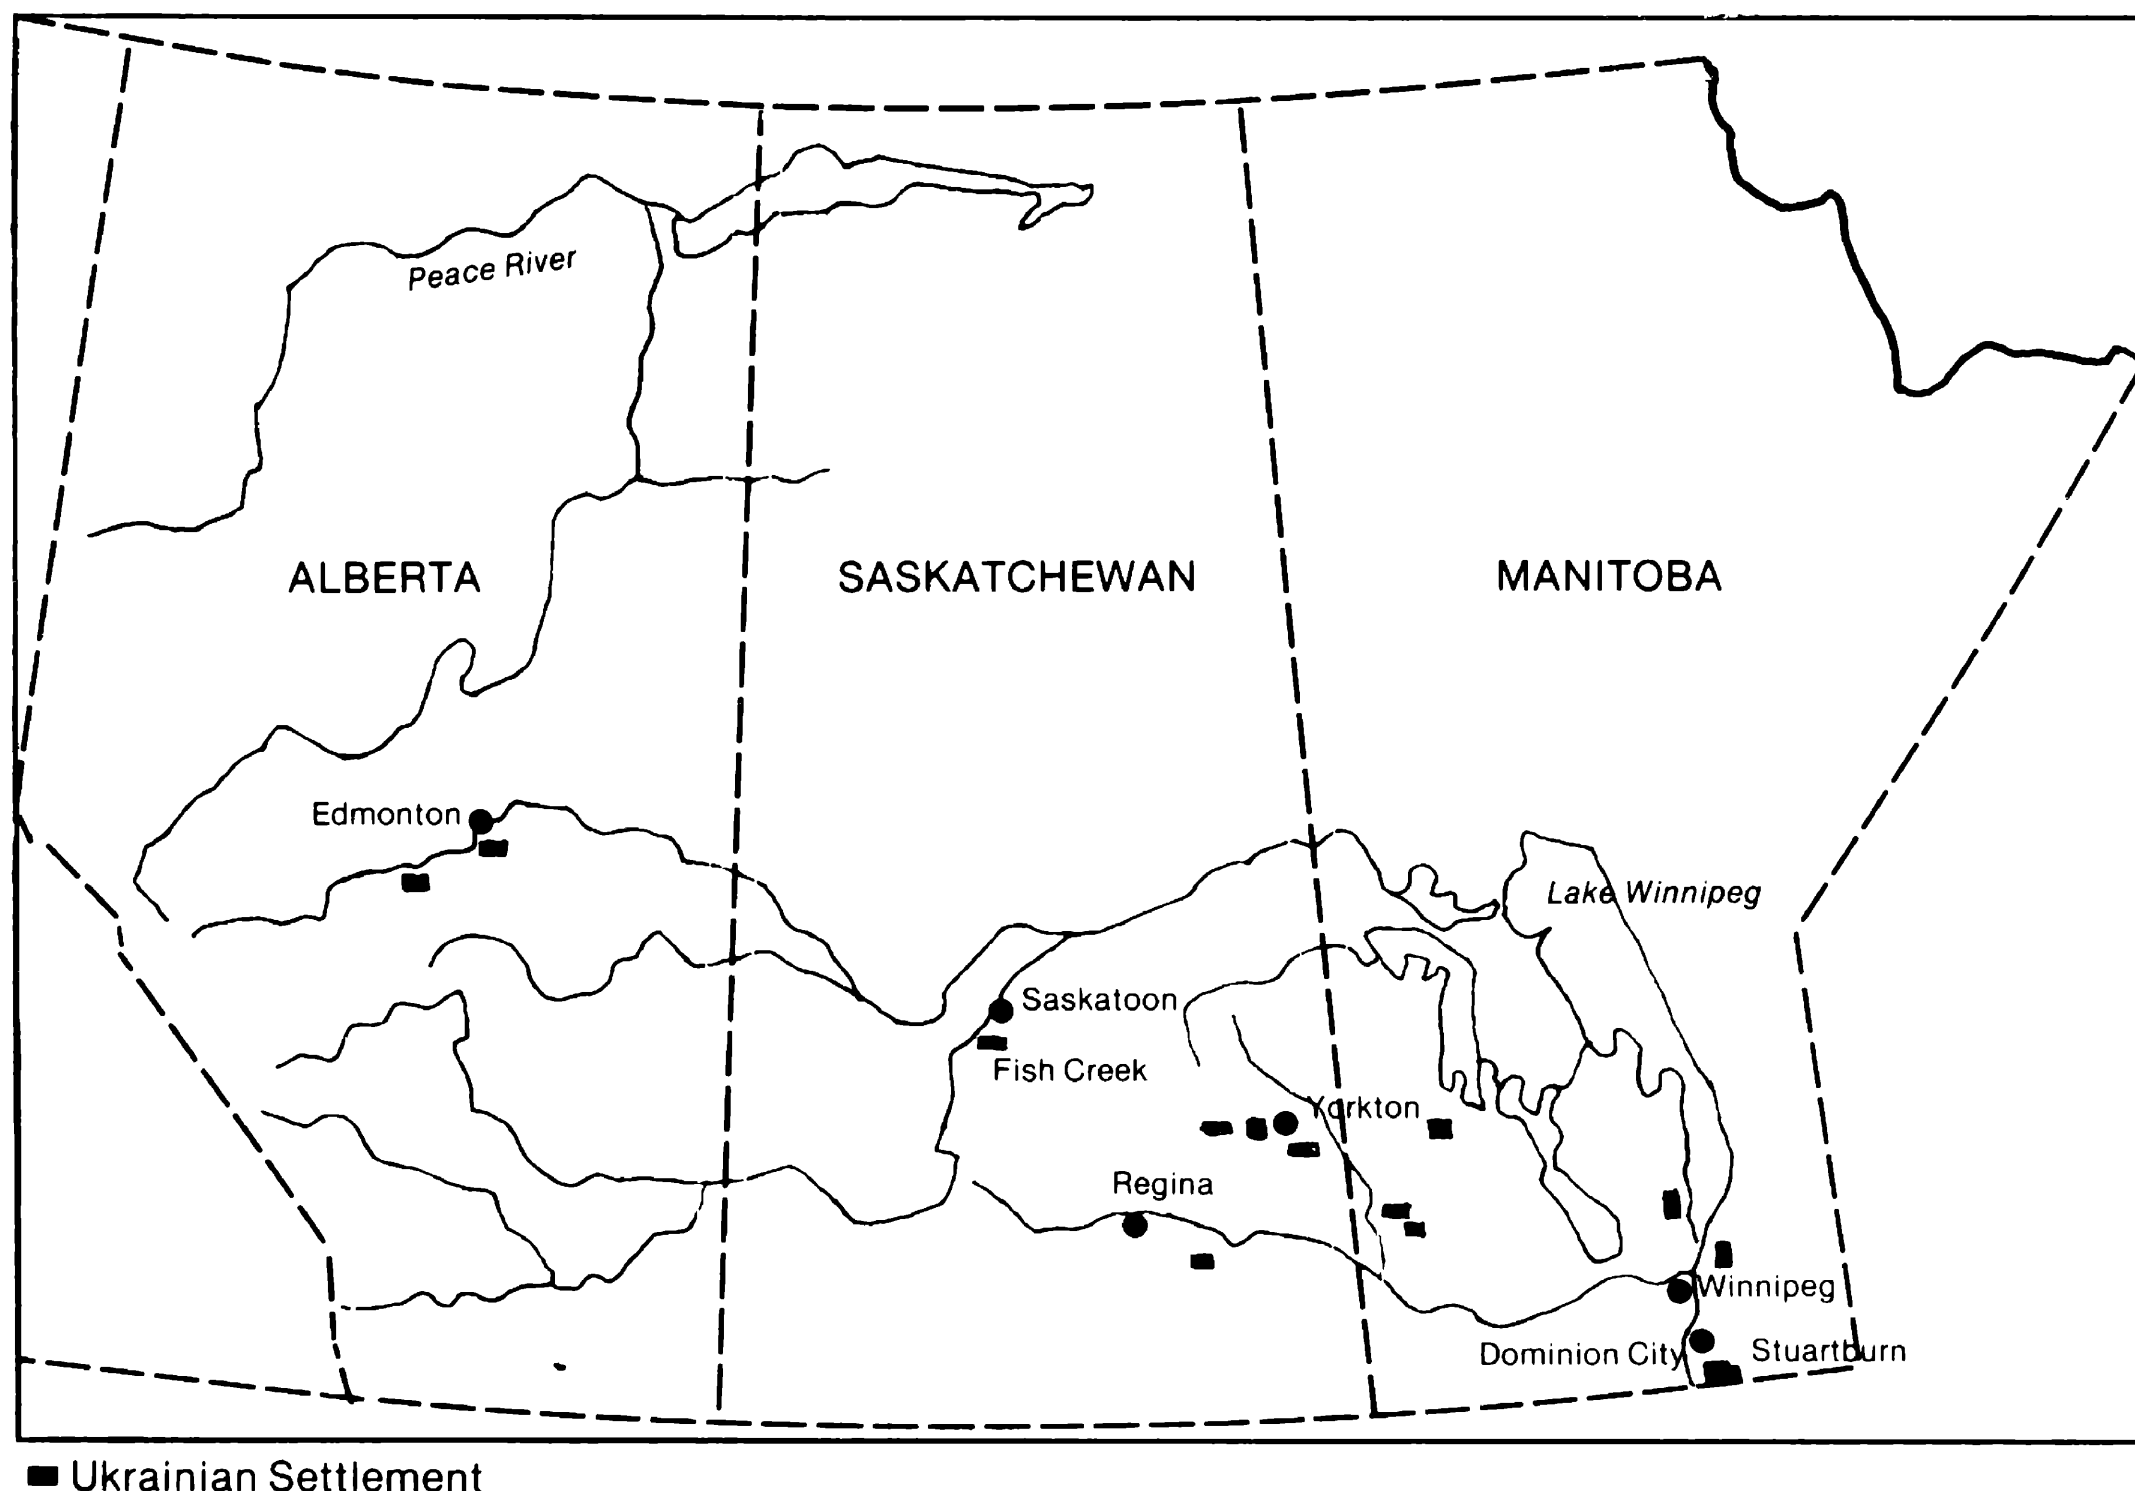 Peace River
ALBERTA
SASKATCHEWAN
MANITOBA
Edmonton
Lake Winnipeg
Saskatoon
Fish Creek
Yorkton
Regina
Winnipeg
Dominion City
Stuartburn
Ukrainian Settlement